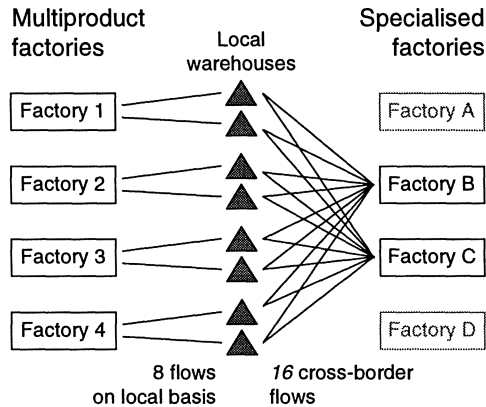 Multiproduct
factories
Local
warehouses
Specialised
factories
Factory 1
Factory 2
Factory 3
Factory 4
Factory A
Factory B
Factory C
Factory D
8 flows
on local basis
16 cross-border
flows